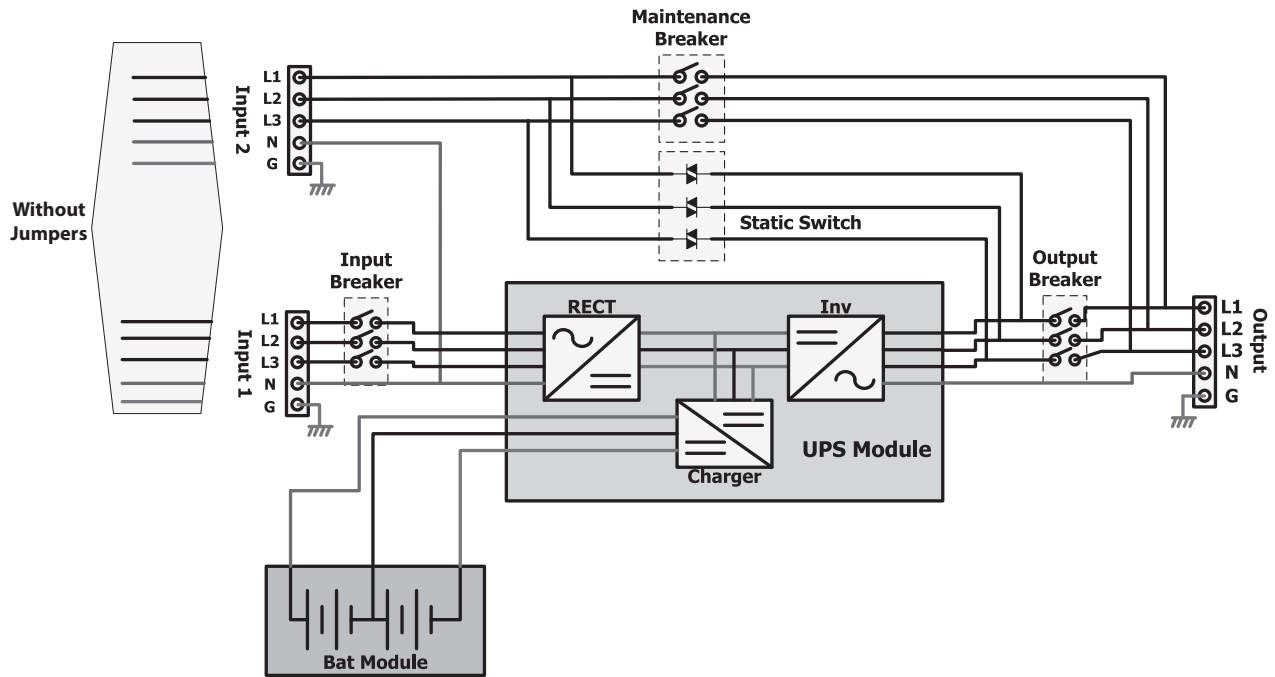 Maintenance
Breaker
Input 2
L1
L2
L3
N
G
Without
Jumpers
Static Switch
Input
Breaker
Output
Breaker
Input 1
L1
L2
L3
N
G
RECT
Inv
L1
L2
L3
N
G
Output
UPS Module
Charger
Bat Module